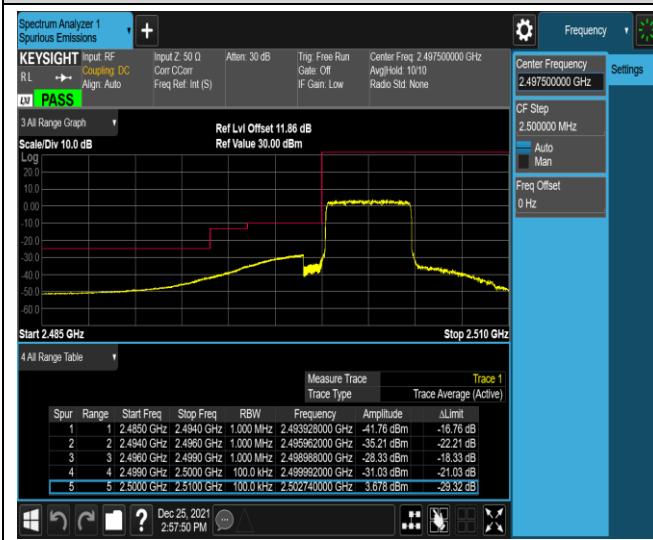 Spectrum Analyzer 1
Spurious Emissions
Frequency
KEYSIGHT Input: RF Input Z: 50 Ω Atten: 30 dB Trig: Free Run Center Freq: 2.497500000 GHz
RL Coupling: DC Corr CCorr Gate: Off Avg|Hold: 10/10
Align: Auto Freq Ref: Int (S) IF Gain: Low Radio Std: None
LXI PASS
Center Frequency
2.497500000 GHz
Settings
CF Step
2.500000 MHz
Auto
Man
Freq Offset
0 Hz
3 All Range Graph
Ref Lvl Offset 11.86 dB
Scale/Div 10.0 dB Ref Value 30.00 dBm
Log
20.0
10.0
0.00
-10.0
-20.0
-30.0
-40.0
-50.0
-60.0
Start 2.485 GHz Stop 2.510 GHz
4 All Range Table
Measure Trace Trace 1
Trace Type Trace Average (Active)
Spur Range Start Freq Stop Freq RBW Frequency Amplitude ΔLimit
1 1 2.4850 GHz 2.4940 GHz 1.000 MHz 2.493928000 GHz -41.76 dBm -16.76 dB
2 2 2.4940 GHz 2.4960 GHz 1.000 MHz 2.495962000 GHz -35.21 dBm -22.21 dB
3 3 2.4960 GHz 2.4990 GHz 1.000 MHz 2.498988000 GHz -28.33 dBm -18.33 dB
4 4 2.4990 GHz 2.5000 GHz 100.0 kHz 2.499992000 GHz -31.03 dBm -21.03 dB
5 5 2.5000 GHz 2.5100 GHz 100.0 kHz 2.502740000 GHz 3.678 dBm -29.32 dB
Dec 25, 2021
2:57:50 PM